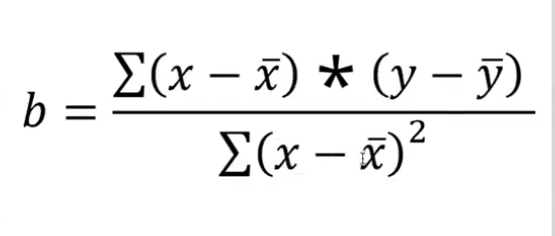 b = ∑(x − x̄) * (y − ȳ) / ∑(x − x̄)²